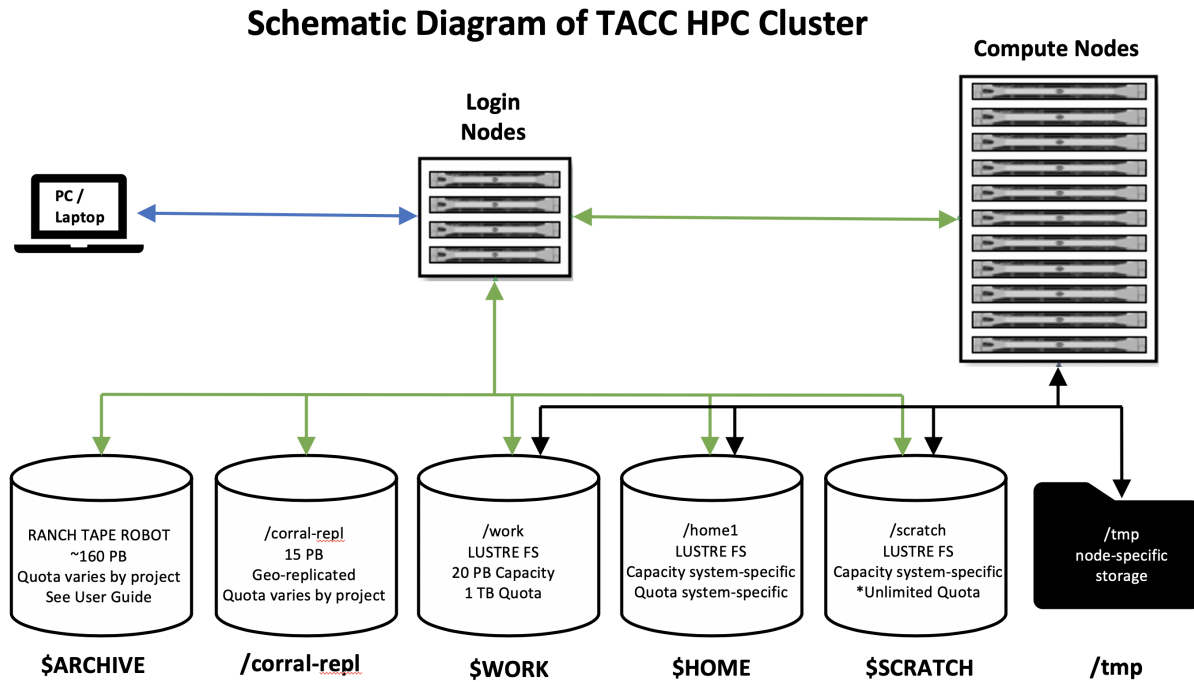 Schematic Diagram of TACC HPC Cluster
Compute Nodes
Login
Nodes
PC /
Laptop
RANCH TAPE ROBOT
~160 PB
Quota varies by project
See User Guide
/corral-repl
15 PB
Geo-replicated
Quota varies by project
/work
LUSTRE FS
20 PB Capacity
1 TB Quota
/home1
LUSTRE FS
Capacity system-specific
Quota system-specific
/scratch
LUSTRE FS
Capacity system-specific
*Unlimited Quota
/tmp
node-specific
storage
$ARCHIVE
/corral-repl
$WORK
$HOME
$SCRATCH
/tmp